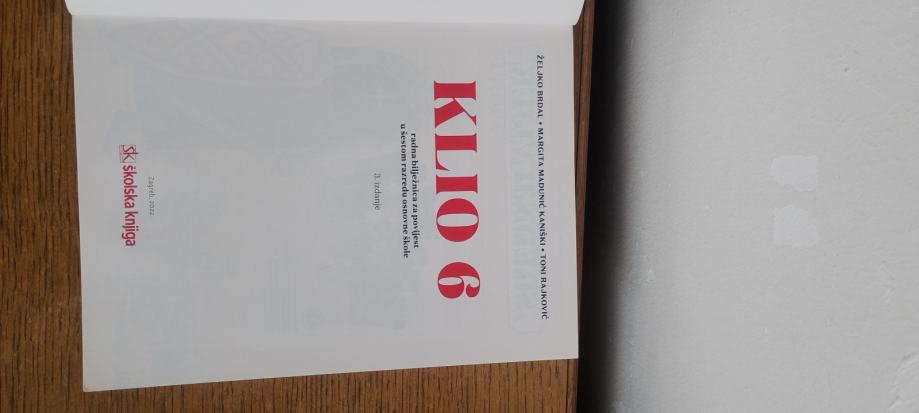 ŽELJKO BRDAL • MARGITA MADUNIĆ KANIŠKI • TONI RAJKOVIĆ
KLIO 6
radna bilježnica za povijest
u šestom razredu osnovne škole
3. izdanje
Zagreb, 2022.
ŠK školska knjiga